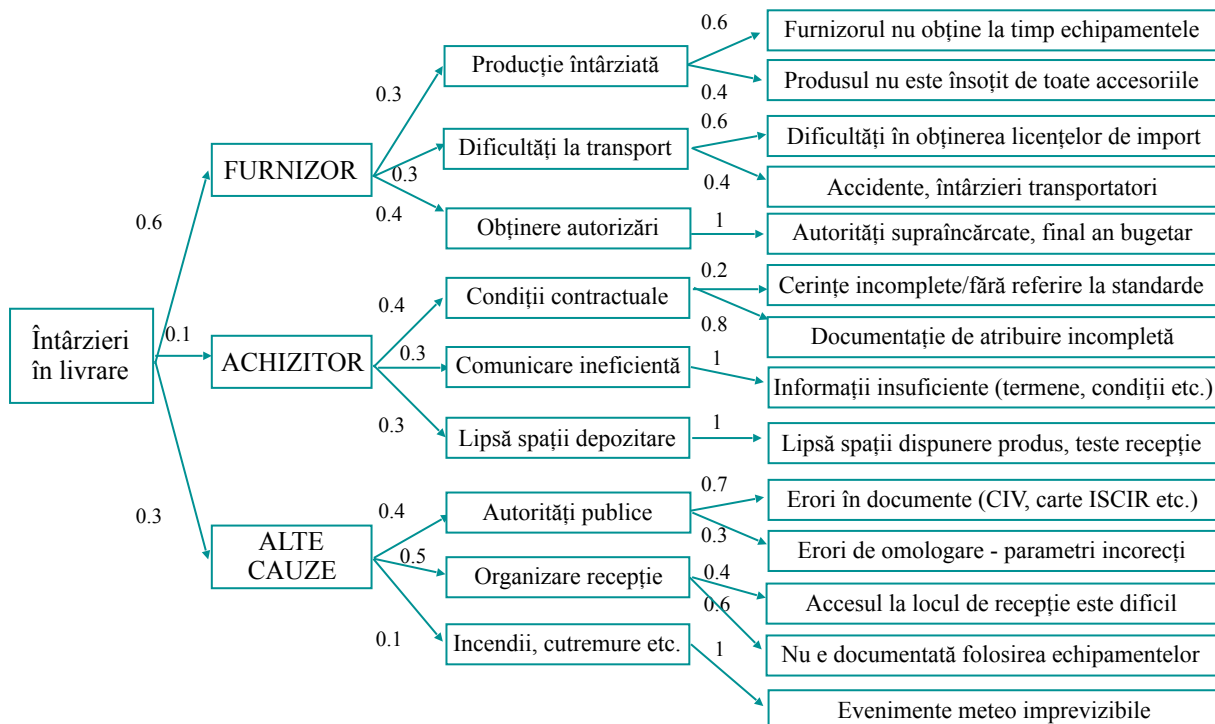 0.6
Furnizorul nu obține la timp echipamentele
Producție întârziată
Produsul nu este însoțit de toate accesoriile
0.3
0.4
0.6
Dificultăți în obținerea licențelor de import
Dificultăți la transport
FURNIZOR
0.3
0.4
Accidente, întârzieri transportatori
0.4
0.6
Obținere autorizări
1
Autorități supraîncărcate, final an bugetar
0.2
Cerințe incomplete/fără referire la standarde
Condiții contractuale
0.4
0.8
Documentație de atribuire incompletă
Întârzieri
în livrare
0.1
ACHIZITOR
0.3
Comunicare ineficientă
1
Informații insuficiente (termene, condiții etc.)
0.3
Lipsă spații depozitare
1
Lipsă spații dispunere produs, teste recepție
0.7
Erori în documente (CIV, carte ISCIR etc.)
0.3
0.4
Autorități publice
0.3
Erori de omologare - parametri incorecți
ALTE
CAUZE
0.5
Organizare recepție
0.4
Accesul la locul de recepție este dificil
0.6
0.1
Incendii, cutremure etc.
1
Nu e documentată folosirea echipamentelor
Evenimente meteo imprevizibile